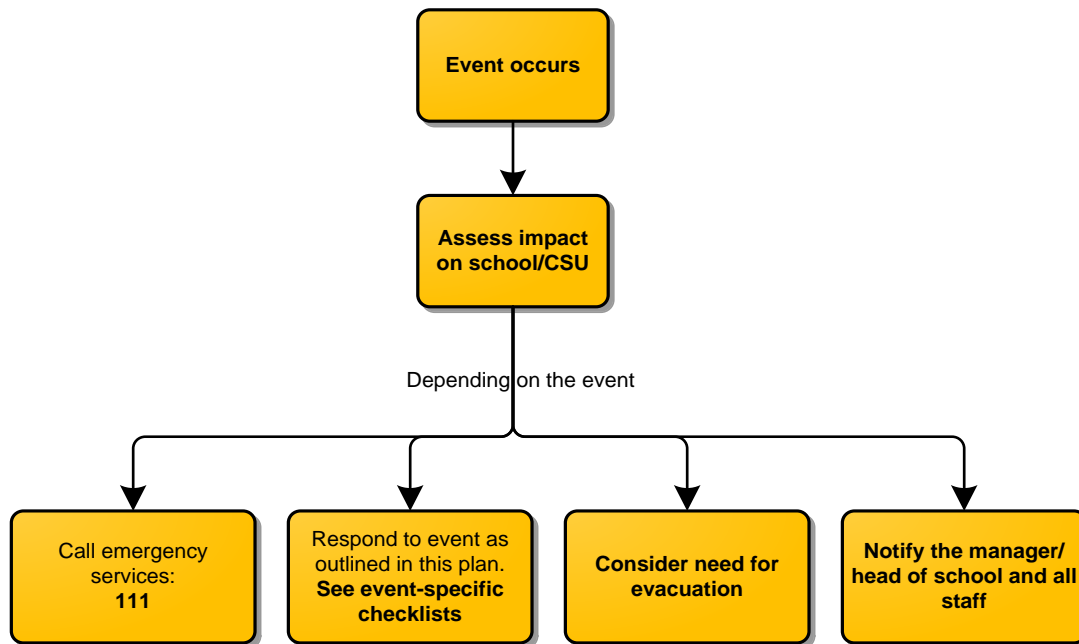 Event occurs
Assess impact
on school/CSU
Depending on the event
Call emergency
services:
111
Respond to event as
outlined in this plan.
See event-specific
checklists
Consider need for
evacuation
Notify the manager/
head of school and all
staff